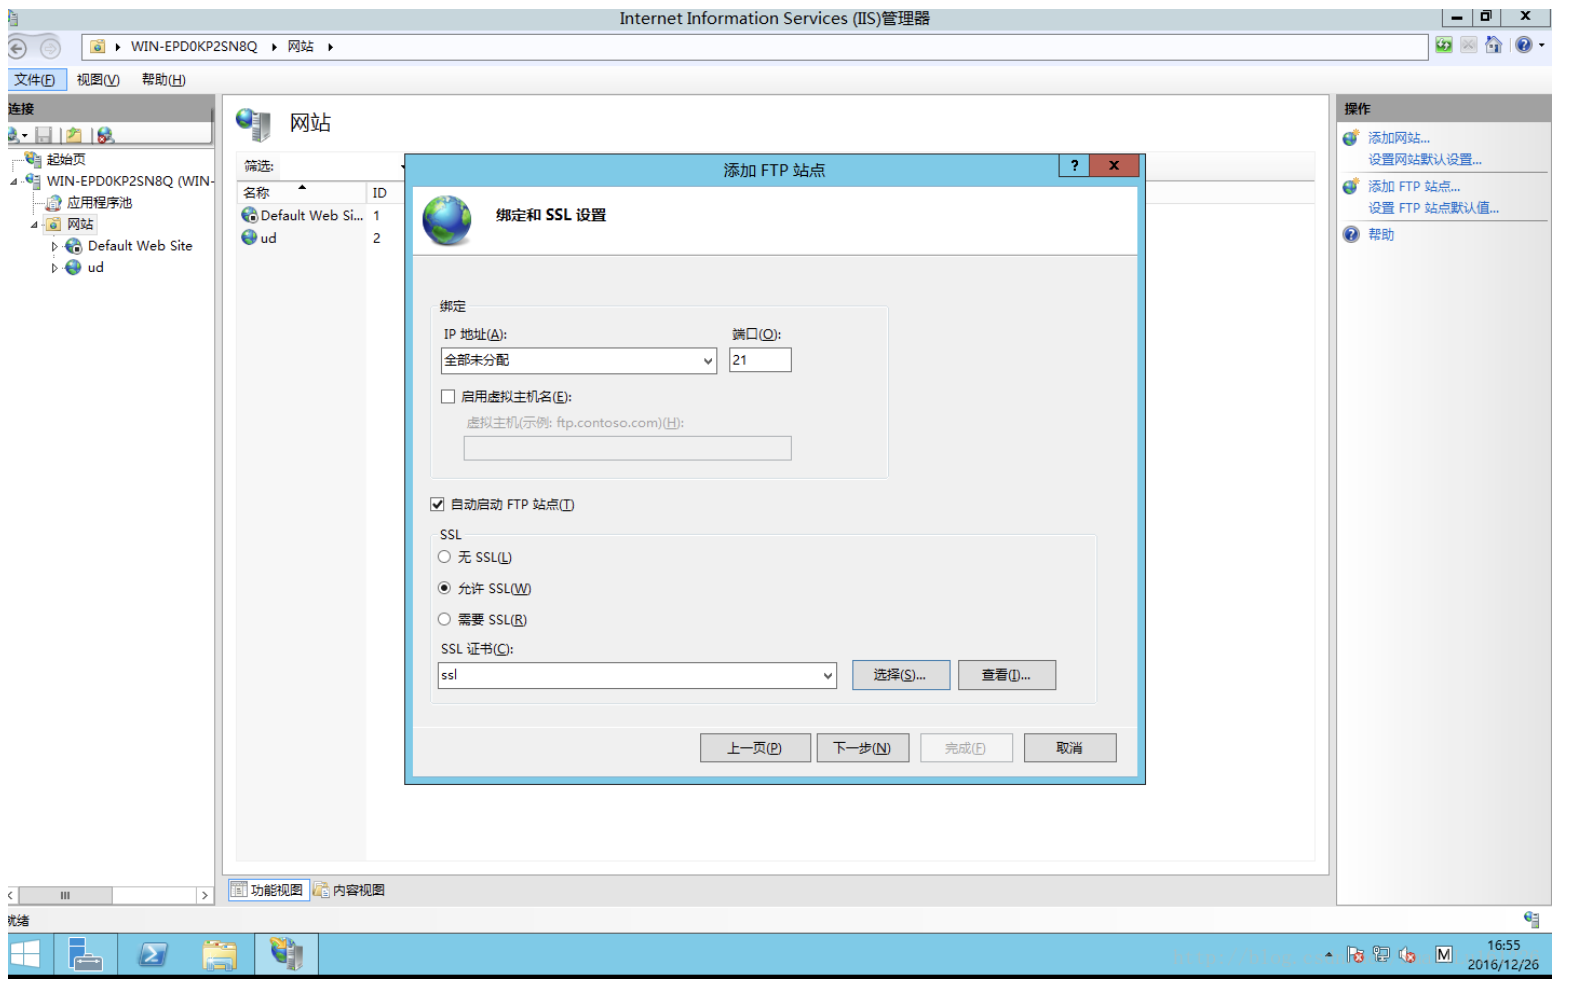 Internet Information Services (IIS)管理器
WIN-EPD0KP2SN8Q
网站
文件(F)
视图(V)
帮助(H)
连接
起始页
WIN-EPD0KP2SN8Q (WIN-
应用程序池
网站
Default Web Site
ud
网站
筛选:
名称
ID
Default Web Si...
1
ud
2
添加 FTP 站点
?
绑定和 SSL 设置
绑定
IP 地址(A):
端口(O):
全部未分配
21
启用虚拟主机名(E):
虚拟主机(示例: ftp.contoso.com)(H):
自动启动 FTP 站点(T)
SSL
无 SSL(L)
允许 SSL(W)
需要 SSL(R)
SSL 证书(C):
ssl
选择(S)...
查看(I)...
上一页(P)
下一步(N)
完成(F)
取消
操作
添加网站...
设置网站默认设置...
添加 FTP 站点...
设置 FTP 站点默认值...
帮助
功能视图
内容视图
就绪
M
16:55
2016/12/26